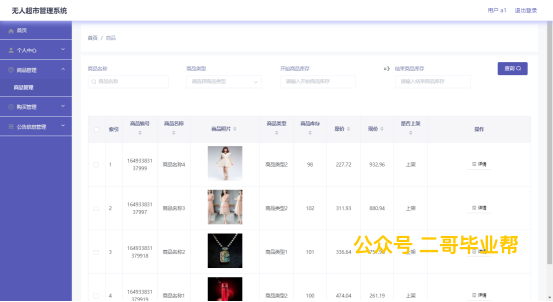 无人超市管理系统
用户 a1 退出登录
首页
个人中心
商品管理
商品管理
购买管理
公告信息管理
首页 / 商品
商品名称 商品类型 开始商品库存 结束商品库存
商品名称 请选择商品类型 请输入开始商品库存 请输入结束商品库存 查询
索引 商品编号 商品名称 商品照片 商品类型 商品库存 原价 现价 是否上架 操作
1 164933831 37999 商品名称4 商品类型2 98 227.72 932.96 上架 详情
2 164933831 37997 商品名称3 商品类型2 102 311.93 880.94 上架 详情
3 164933831 379918 商品名称2 商品类型1 101 336.64 上架 详情
公众号 二哥毕业帮
4 164933831 379919 商品名称1 商品类型2 100 474.04 261.19 上架 详情